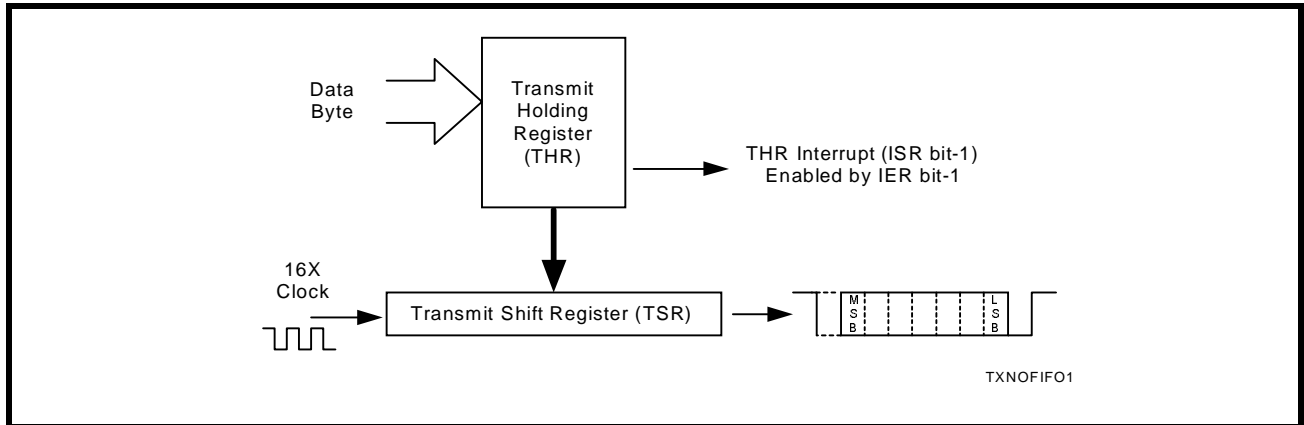 Data
Byte
Transmit
Holding
Register
(THR)
THR Interrupt (ISR bit-1)
Enabled by IER bit-1
16X
Clock
Transmit Shift Register (TSR)
M
S
B
L
S
B
TXNOFIFO1